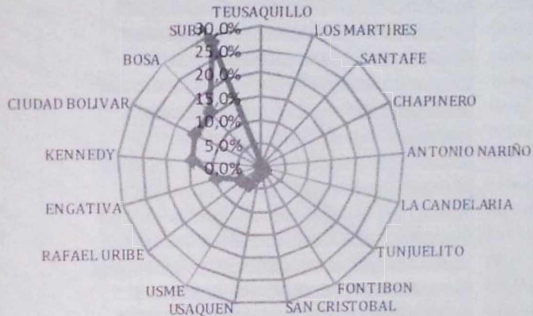 TEUSAQUILLO
LOS MARTIRES
SANTAFE
CHAPINERO
ANTONIO NARIÑO
LA CANDELARIA
TUNJUELITO
FONTIBON
SAN CRISTOBAL
USAQUEN
USME
RAFAEL URIBE
ENGATIVA
KENNEDY
CIUDAD BOLIVAR
BOSA
SUBA
30,0%
25,0%
20,0%
15,0%
10,0%
5,0%
0,0%